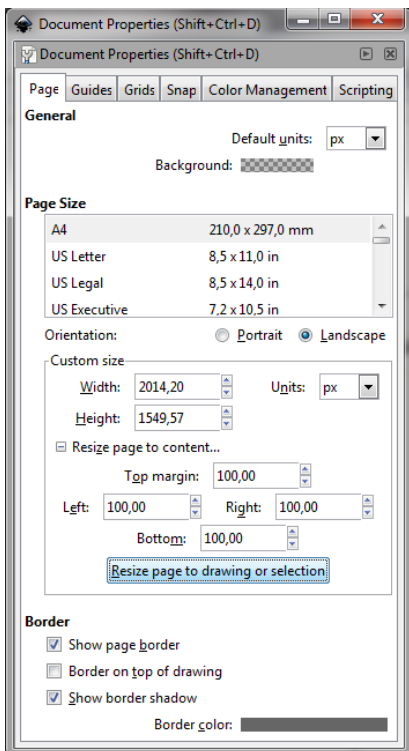 Document Properties (Shift+Ctrl+D)
Document Properties (Shift+Ctrl+D)
Page Guides Grids Snap Color Management Scripting
General
Default units: px
Background:
Page Size
A4 210,0 x 297,0 mm
US Letter 8,5 x 11,0 in
US Legal 8,5 x 14,0 in
US Executive 7,2 x 10,5 in
Orientation: Portrait Landscape
Custom size
Width: 2014,20 Units: px
Height: 1549,57
Resize page to content...
Top margin: 100,00
Left: 100,00 Right: 100,00
Bottom: 100,00
Resize page to drawing or selection
Border
Show page border
Border on top of drawing
Show border shadow
Border color: